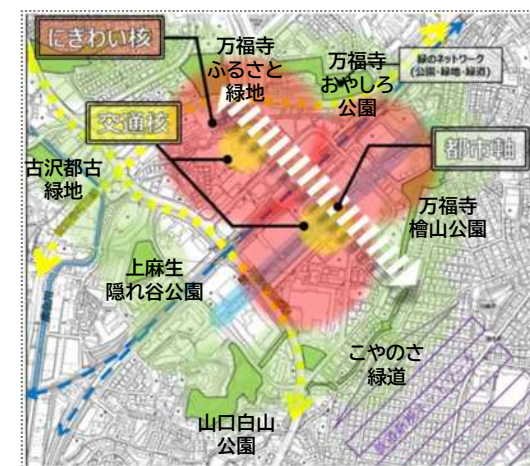 にきわい核
万福寺
ふるさと
緑地
万福寺
おやしろ
公園
緑のネットワーク
(公園・緑地・緑道)
交通核
都市軸
古沢都古
緑地
万福寺
檜山公園
上麻生
隠れ谷公園
こやのさ
緑道
山口白山
公園